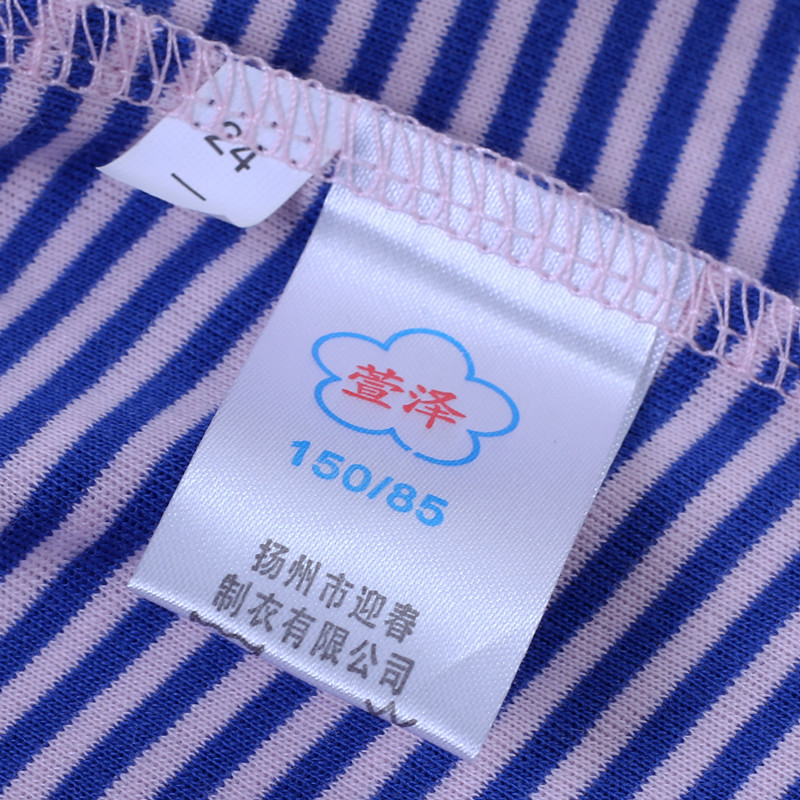 24
/
萱泽
150/85
扬州市迎春
制衣有限公司